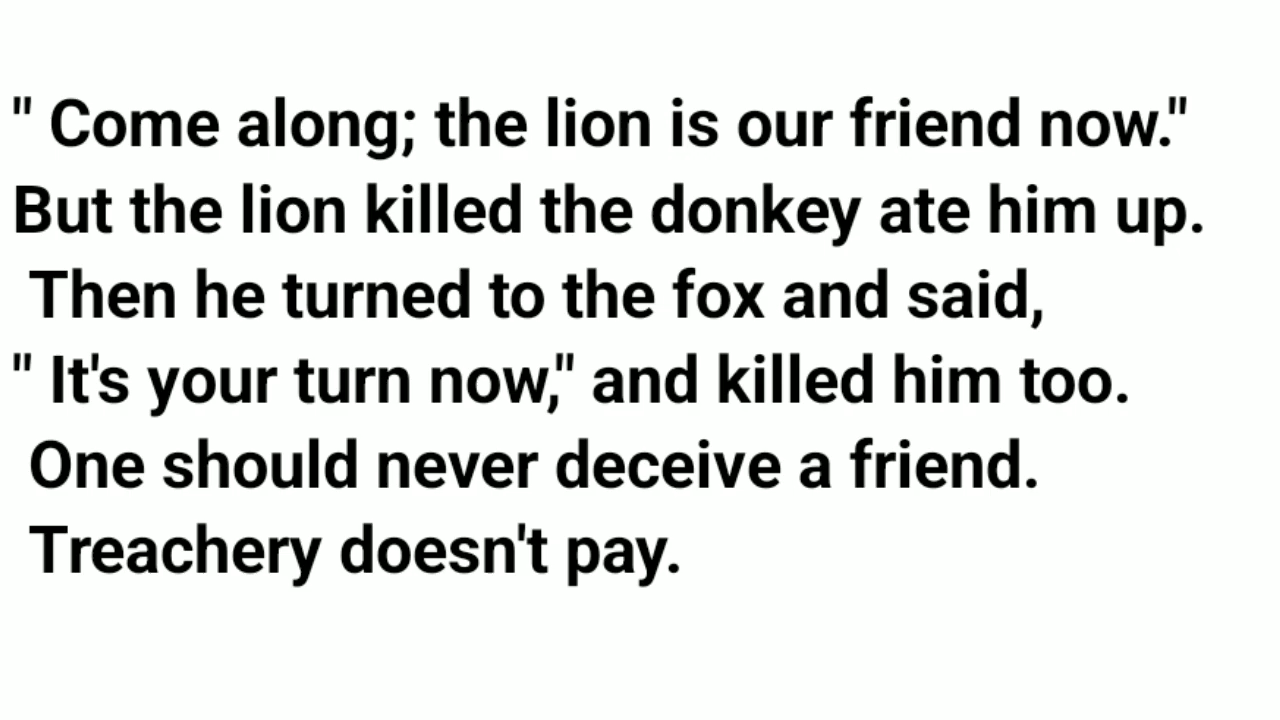 " Come along; the lion is our friend now."
But the lion killed the donkey ate him up.
Then he turned to the fox and said,
" It's your turn now," and killed him too.
One should never deceive a friend.
Treachery doesn't pay.